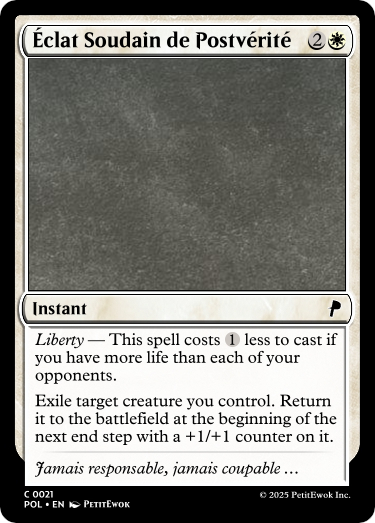 Éclat Soudain de Postvérité 2
Instant
Liberty — This spell costs 1 less to cast if
you have more life than each of your
opponents.
Exile target creature you control. Return
it to the battlefield at the beginning of the
next end step with a +1/+1 counter on it.
Jamais responsable, jamais coupable …
C 0021
POL • EN PetitEwok
© 2025 PetitEwok Inc.